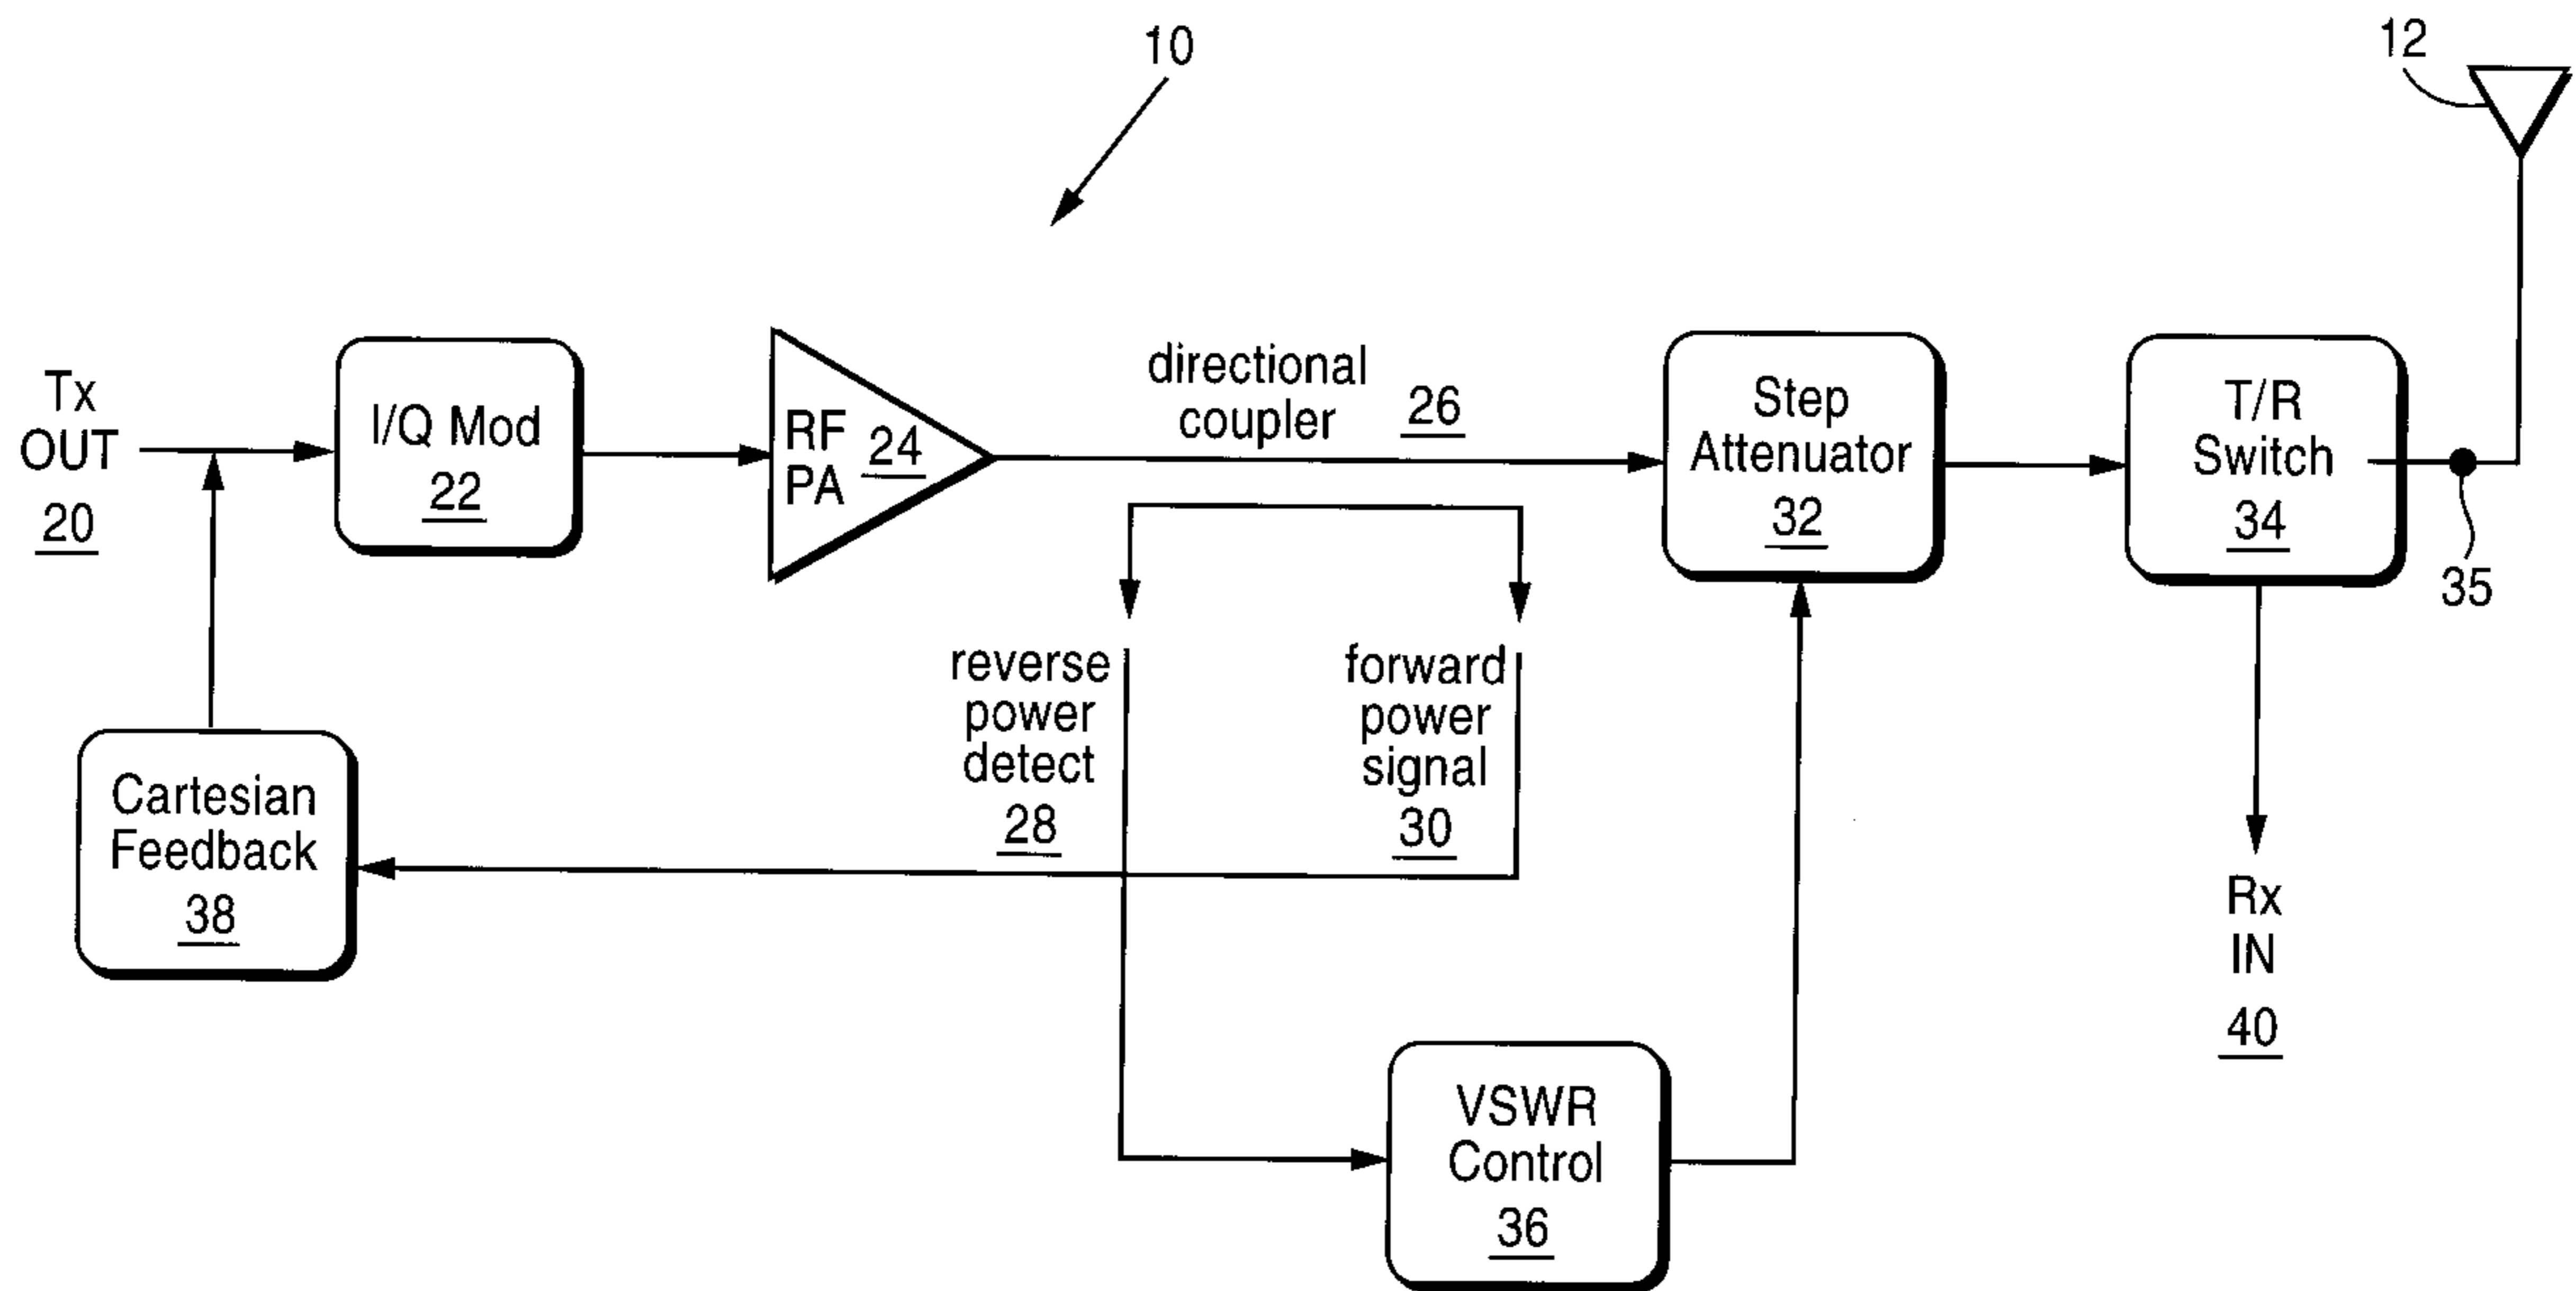 10
12
Tx
OUT
20
I/Q Mod
22
RF
PA
24
directional
coupler
26
Step
Attenuator
32
T/R
Switch
34
35
reverse
power
detect
28
forward
power
signal
30
Cartesian
Feedback
38
Rx
IN
40
VSWR
Control
36